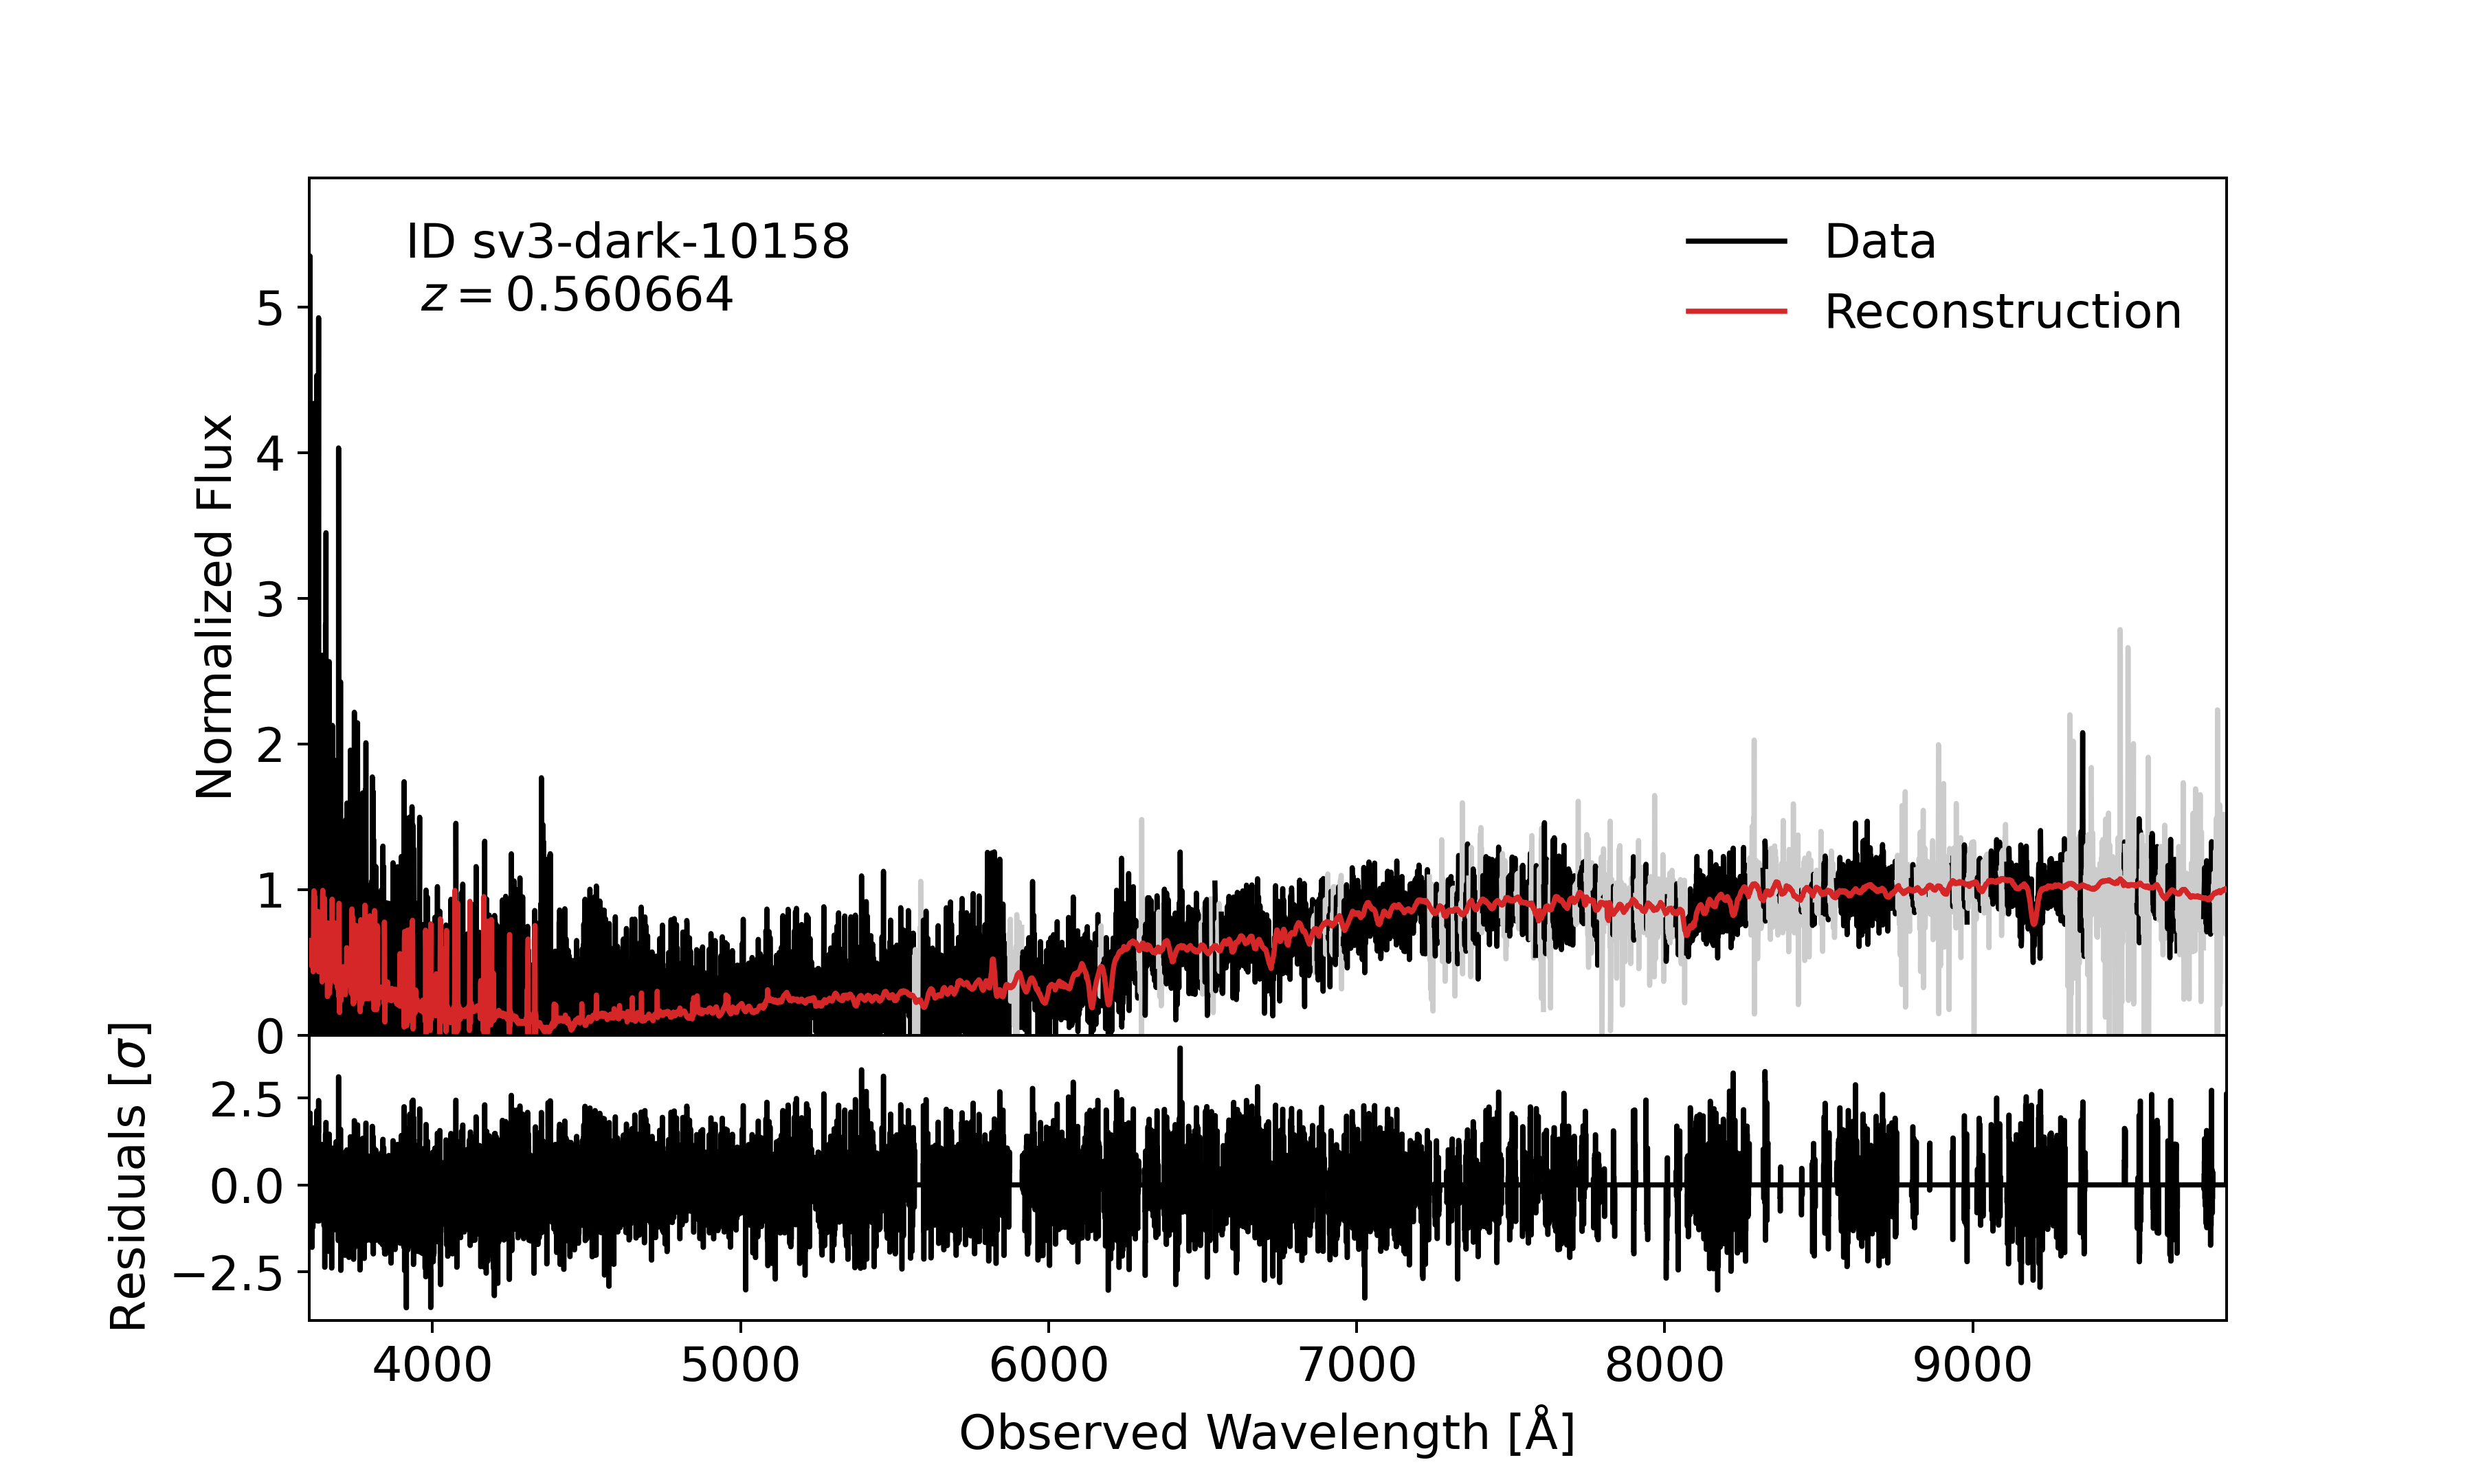 ID sv3-dark-10158
z = 0.560664
Data
Reconstruction
Normalized Flux
5
4
3
2
1
0
Residuals [σ]
2.5
0.0
−2.5
4000 5000 6000 7000 8000 9000
Observed Wavelength [Å]